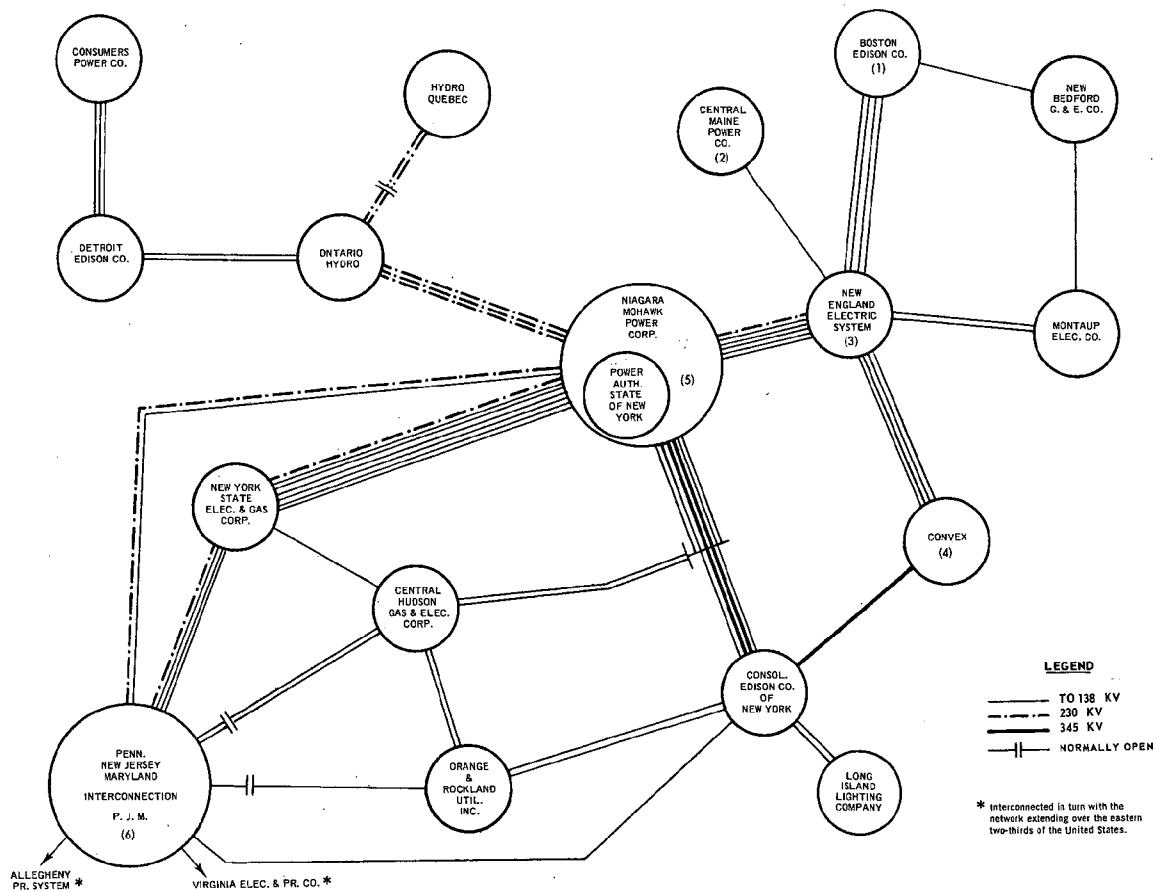 CONSUMERS
POWER CO.
HYDRO
QUEBEC
BOSTON
EDISON CO.
(1)
NEW
BEDFORD
G. & E. CO.
CENTRAL
MAINE
POWER
CO.
(2)
DETROIT
EDISON CO.
ONTARIO
HYDRO
NIAGARA
MOHAWK
POWER
CORP.
(5)
POWER
AUTH.
STATE
OF NEW
YORK
NEW
ENGLAND
ELECTRIC
SYSTEM
(3)
MONTAUP
ELEC. CO.
NEW YORK
STATE
ELEC. & GAS
CORP.
CONVEX
(4)
CENTRAL
HUDSON
GAS & ELEC.
CORP.
CONSOL.
EDISON CO.
OF
NEW YORK
PENN.
NEW JERSEY
MARYLAND
INTERCONNECTION
P. J. M.
(6)
ORANGE
&
ROCKLAND
UTIL.
INC.
LONG
ISLAND
LIGHTING
COMPANY
ALLEGHENY
PR. SYSTEM *
VIRGINIA ELEC. & PR. CO. *
LEGEND
TO 138 KV
230 KV
345 KV
NORMALLY OPEN
* Interconnected in turn with the
network extending over the eastern
two-thirds of the United States.